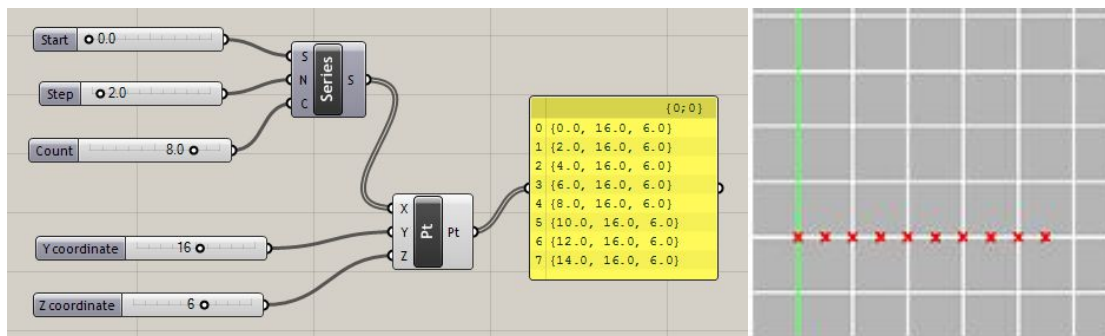 Start 0.0
Step 2.0
Count 8.0
S
N
C
Series
S
Y coordinate 16
Z coordinate 6
X
Y
Z
Pt
Pt
{0;0}
0 {0.0, 16.0, 6.0}
1 {2.0, 16.0, 6.0}
2 {4.0, 16.0, 6.0}
3 {6.0, 16.0, 6.0}
4 {8.0, 16.0, 6.0}
5 {10.0, 16.0, 6.0}
6 {12.0, 16.0, 6.0}
7 {14.0, 16.0, 6.0}